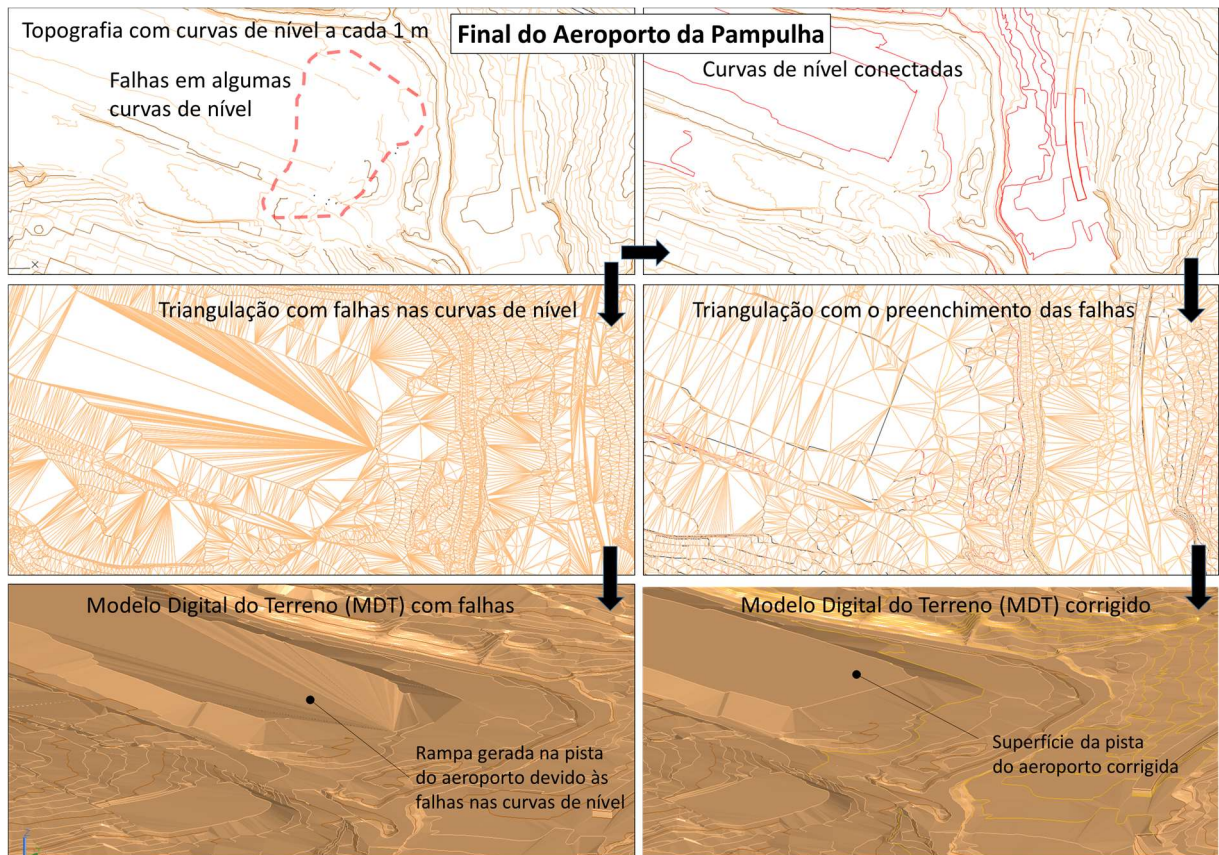 Final do Aeroporto da Pampulha
Topografia com curvas de nível a cada 1 m
Falhas em algumas
curvas de nível
Curvas de nível conectadas
Triangulação com falhas nas curvas de nível
Triangulação com o preenchimento das falhas
Modelo Digital do Terreno (MDT) com falhas
Rampa gerada na pista
do aeroporto devido às
falhas nas curvas de nível
Modelo Digital do Terreno (MDT) corrigido
Superfície da pista
do aeroporto corrigida